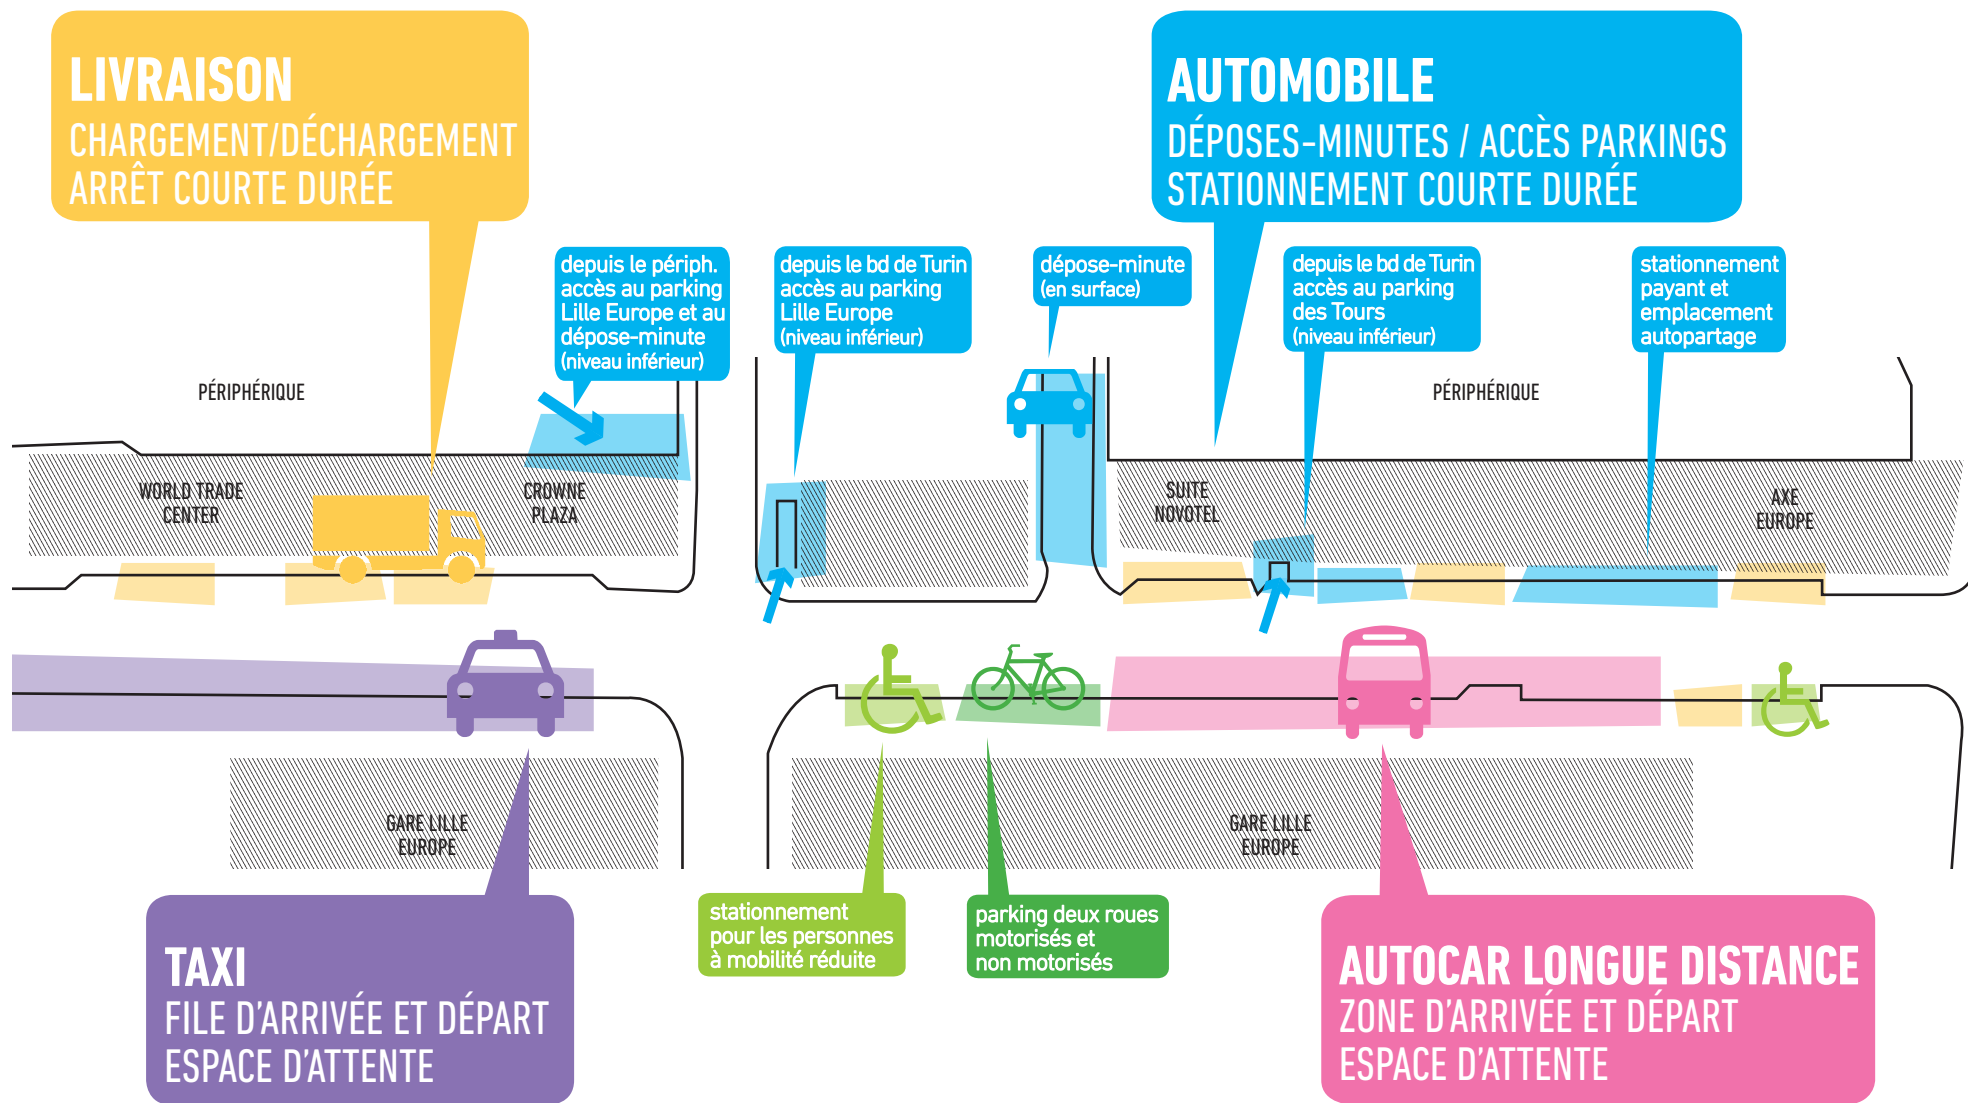 LIVRAISON
CHARGEMENT/DÉCHARGEMENT
ARRÊT COURTE DURÉE
AUTOMOBILE
DÉPOSES-MINUTES / ACCÈS PARKINGS
STATIONNEMENT COURTE DURÉE
depuis le périph.
accès au parking
Lille Europe et au
dépose-minute
(niveau inférieur)
depuis le bd de Turin
accès au parking
Lille Europe
(niveau inférieur)
dépose-minute
(en surface)
depuis le bd de Turin
accès au parking
des Tours
(niveau inférieur)
stationnement
payant et
emplacement
autopartage
PÉRIPHÉRIQUE
PÉRIPHÉRIQUE
WORLD TRADE
CENTER
CROWNE
PLAZA
SUITE
NOVOTEL
AXE
EUROPE
GARE LILLE
EUROPE
GARE LILLE
EUROPE
TAXI
FILE D'ARRIVÉE ET DÉPART
ESPACE D'ATTENTE
stationnement
pour les personnes
à mobilité réduite
parking deux roues
motorisés et
non motorisés
AUTOCAR LONGUE DISTANCE
ZONE D'ARRIVÉE ET DÉPART
ESPACE D'ATTENTE